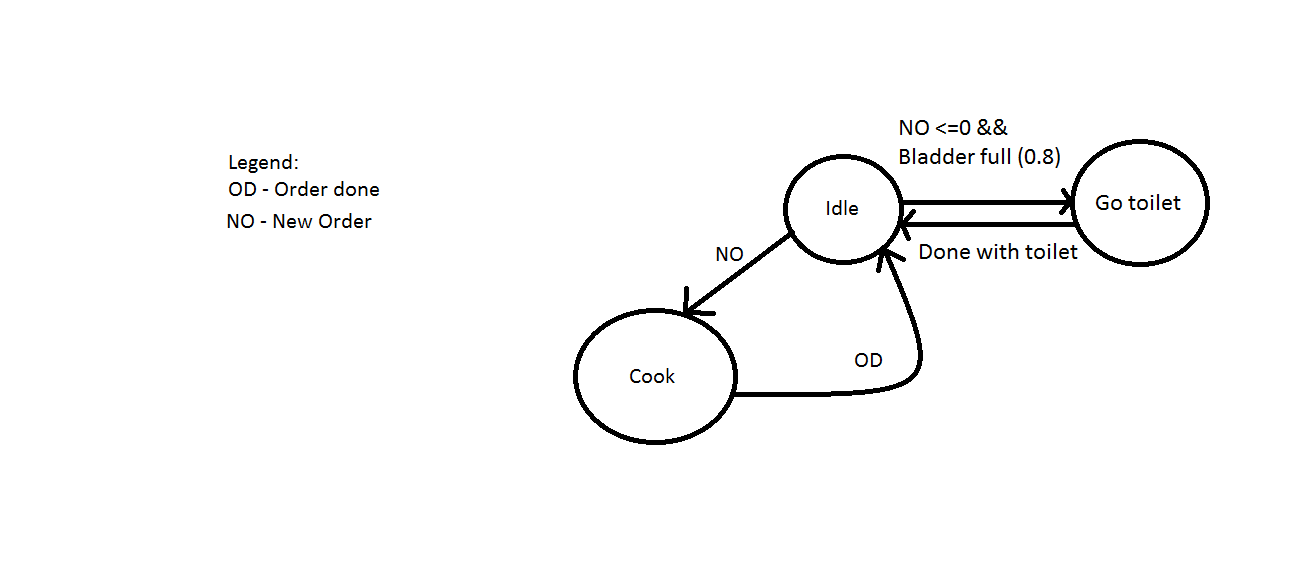 Legend:
OD - Order done
NO - New Order
NO <=0 &&
Bladder full (0.8)
Idle
Go toilet
Done with toilet
NO
OD
Cook